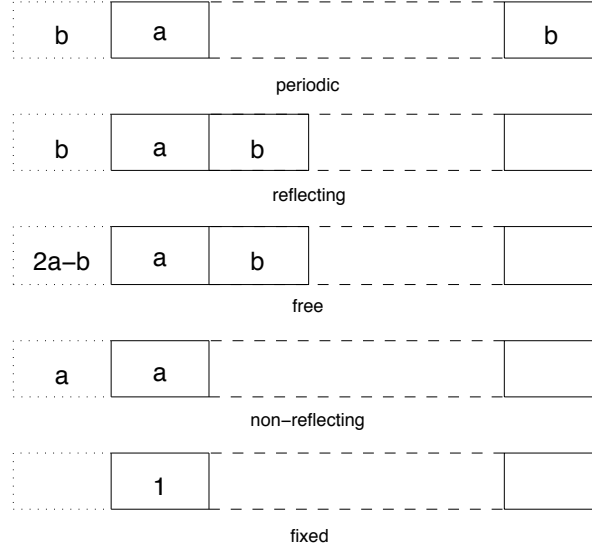 b a b
periodic
b a b
reflecting
2a−b a b
free
a a
non−reflecting
1
fixed